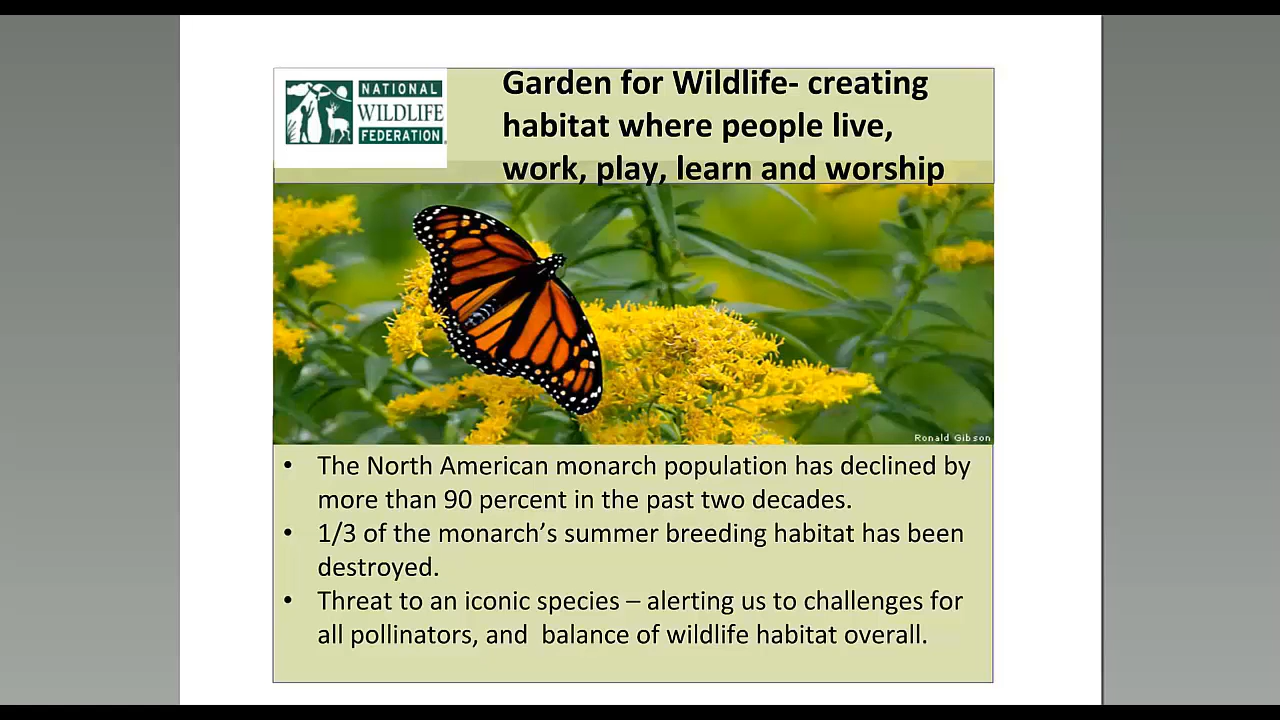 NATIONAL
WILDLIFE
FEDERATION
Garden for Wildlife- creating
habitat where people live,
work, play, learn and worship
Ronald Gibson
• The North American monarch population has declined by
more than 90 percent in the past two decades.
• 1/3 of the monarch’s summer breeding habitat has been
destroyed.
• Threat to an iconic species – alerting us to challenges for
all pollinators, and  balance of wildlife habitat overall.